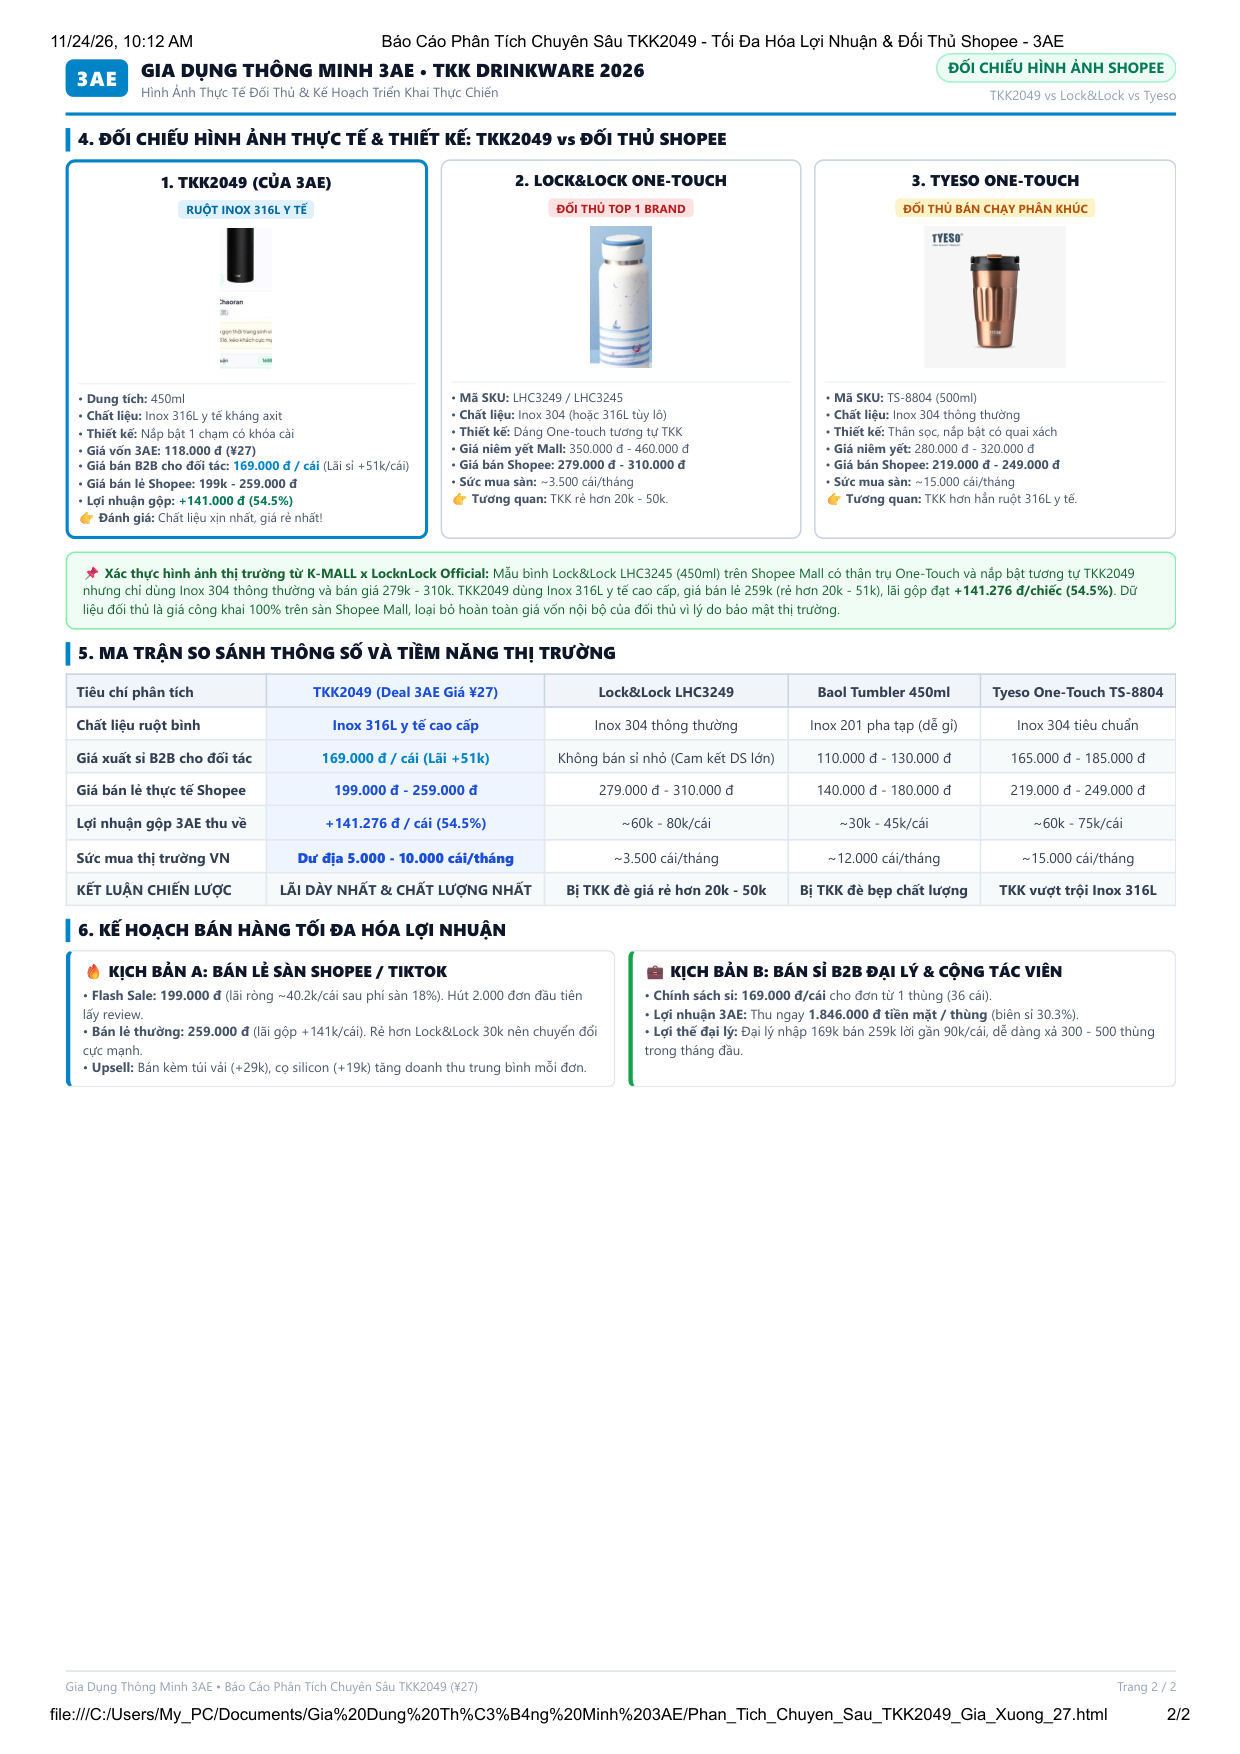 11/24/26, 10:12 AM
Báo Cáo Phân Tích Chuyên Sâu TKK2049 - Tối Đa Hóa Lợi Nhuận & Đối Thủ Shopee - 3AE
3AE
GIA DỤNG THÔNG MINH 3AE • TKK DRINKWARE 2026
Hình Ảnh Thực Tế Đối Thủ & Kế Hoạch Triển Khai Thực Chiến
ĐỐI CHIẾU HÌNH ẢNH SHOPEE
TKK2049 vs Lock&Lock vs Tyeso
4. ĐỐI CHIẾU HÌNH ẢNH THỰC TẾ & THIẾT KẾ: TKK2049 vs ĐỐI THỦ SHOPEE
1. TKK2049 (CỦA 3AE)
RUỘT INOX 316L Y TẾ
Chaoran
gọn thời trang sinh vi
316, kéo khách cực mạ
uận
168
• Dung tích: 450ml
• Chất liệu: Inox 316L y tế kháng axit
• Thiết kế: Nắp bật 1 chạm có khóa cài
• Giá vốn 3AE: 118.000 đ (¥27)
• Giá bán B2B cho đối tác: 169.000 đ / cái (Lãi sỉ +51k/cái)
• Giá bán lẻ Shopee: 199k - 259.000 đ
• Lợi nhuận gộp: +141.000 đ (54.5%)
👉 Đánh giá: Chất liệu xịn nhất, giá rẻ nhất!
2. LOCK&LOCK ONE-TOUCH
ĐỐI THỦ TOP 1 BRAND
• Mã SKU: LHC3249 / LHC3245
• Chất liệu: Inox 304 (hoặc 316L tùy lô)
• Thiết kế: Dáng One-touch tương tự TKK
• Giá niêm yết Mall: 350.000 đ - 460.000 đ
• Giá bán Shopee: 279.000 đ - 310.000 đ
• Sức mua sàn: ~3.500 cái/tháng
👉 Tương quan: TKK rẻ hơn 20k - 50k.
3. TYESO ONE-TOUCH
ĐỐI THỦ BÁN CHẠY PHÂN KHÚC
TYESO
TYESO
• Mã SKU: TS-8804 (500ml)
• Chất liệu: Inox 304 thông thường
• Thiết kế: Thân sọc, nắp bật có quai xách
• Giá niêm yết: 280.000 đ - 320.000 đ
• Giá bán Shopee: 219.000 đ - 249.000 đ
• Sức mua sàn: ~15.000 cái/tháng
👉 Tương quan: TKK hơn hẳn ruột 316L y tế.
📌 Xác thực hình ảnh thị trường từ K-MALL x LocknLock Official: Mẫu bình Lock&Lock LHC3245 (450ml) trên Shopee Mall có thân trụ One-Touch và nắp bật tương tự TKK2049
nhưng chỉ dùng Inox 304 thông thường và bán giá 279k - 310k. TKK2049 dùng Inox 316L y tế cao cấp, giá bán lẻ 259k (rẻ hơn 20k - 51k), lãi gộp đạt +141.276 đ/chiếc (54.5%). Dữ
liệu đối thủ là giá công khai 100% trên sàn Shopee Mall, loại bỏ hoàn toàn giá vốn nội bộ của đối thủ vì lý do bảo mật thị trường.
5. MA TRẬN SO SÁNH THÔNG SỐ VÀ TIỀM NĂNG THỊ TRƯỜNG
Tiêu chí phân tích TKK2049 (Deal 3AE Giá ¥27) Lock&Lock LHC3249 Baol Tumbler 450ml Tyeso One-Touch TS-8804
Chất liệu ruột bình Inox 316L y tế cao cấp Inox 304 thông thường Inox 201 pha tạp (dễ gỉ) Inox 304 tiêu chuẩn
Giá xuất sỉ B2B cho đối tác 169.000 đ / cái (Lãi +51k) Không bán sỉ nhỏ (Cam kết DS lớn) 110.000 đ - 130.000 đ 165.000 đ - 185.000 đ
Giá bán lẻ thực tế Shopee 199.000 đ - 259.000 đ 279.000 đ - 310.000 đ 140.000 đ - 180.000 đ 219.000 đ - 249.000 đ
Lợi nhuận gộp 3AE thu về +141.276 đ / cái (54.5%) ~60k - 80k/cái ~30k - 45k/cái ~60k - 75k/cái
Sức mua thị trường VN Dư địa 5.000 - 10.000 cái/tháng ~3.500 cái/tháng ~12.000 cái/tháng ~15.000 cái/tháng
KẾT LUẬN CHIẾN LƯỢC LÃI DÀY NHẤT & CHẤT LƯỢNG NHẤT Bị TKK đè giá rẻ hơn 20k - 50k Bị TKK đè bẹp chất lượng TKK vượt trội Inox 316L
6. KẾ HOẠCH BÁN HÀNG TỐI ĐA HÓA LỢI NHUẬN
🔥 KỊCH BẢN A: BÁN LẺ SÀN SHOPEE / TIKTOK
• Flash Sale: 199.000 đ (lãi ròng ~40.2k/cái sau phí sàn 18%). Hút 2.000 đơn đầu tiên
lấy review.
• Bán lẻ thường: 259.000 đ (lãi gộp +141k/cái). Rẻ hơn Lock&Lock 30k nên chuyển đổi
cực mạnh.
• Upsell: Bán kèm túi vải (+29k), cọ silicon (+19k) tăng doanh thu trung bình mỗi đơn.
💼 KỊCH BẢN B: BÁN SỈ B2B ĐẠI LÝ & CỘNG TÁC VIÊN
• Chính sách sỉ: 169.000 đ/cái cho đơn từ 1 thùng (36 cái).
• Lợi nhuận 3AE: Thu ngay 1.846.000 đ tiền mặt / thùng (biên sỉ 30.3%).
• Lợi thế đại lý: Đại lý nhập 169k bán 259k lời gần 90k/cái, dễ dàng xả 300 - 500 thùng
trong tháng đầu.
Gia Dụng Thông Minh 3AE • Báo Cáo Phân Tích Chuyên Sâu TKK2049 (¥27)
Trang 2 / 2
file:///C:/Users/My_PC/Documents/Gia%20Dung%20Th%C3%B4ng%20Minh%203AE/Phan_Tich_Chuyen_Sau_TKK2049_Gia_Xuong_27.html
2/2